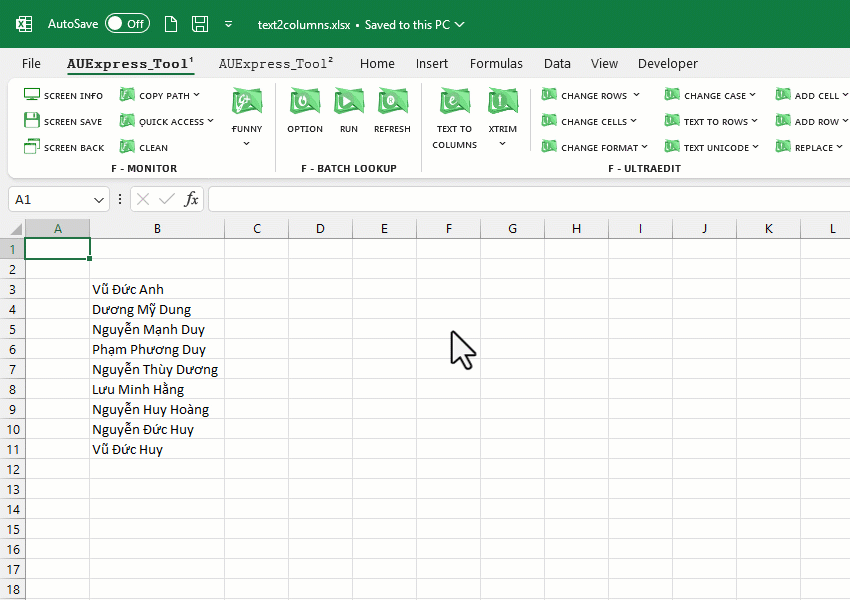 AutoSave Off text2columns.xlsx • Saved to this PC
File AUExpress_Tool¹ AUExpress_Tool² Home Insert Formulas Data View Developer
SCREEN INFO COPY PATH CHANGE ROWS CHANGE CASE ADD CELL
SCREEN SAVE QUICK ACCESS FUNNY OPTION RUN REFRESH TEXT TO COLUMNS XTRIM CHANGE CELLS TEXT TO ROWS ADD ROW
SCREEN BACK CLEAN CHANGE FORMAT TEXT UNICODE REPLACE
F - MONITOR F - BATCH LOOKUP F - ULTRAEDIT
A1 fx
A B C D E F G H I J K L
1
2
3 Vũ Đức Anh
4 Dương Mỹ Dung
5 Nguyễn Mạnh Duy
6 Phạm Phương Duy
7 Nguyễn Thùy Dương
8 Lưu Minh Hằng
9 Nguyễn Huy Hoàng
10 Nguyễn Đức Huy
11 Vũ Đức Huy
12
13
14
15
16
17
18